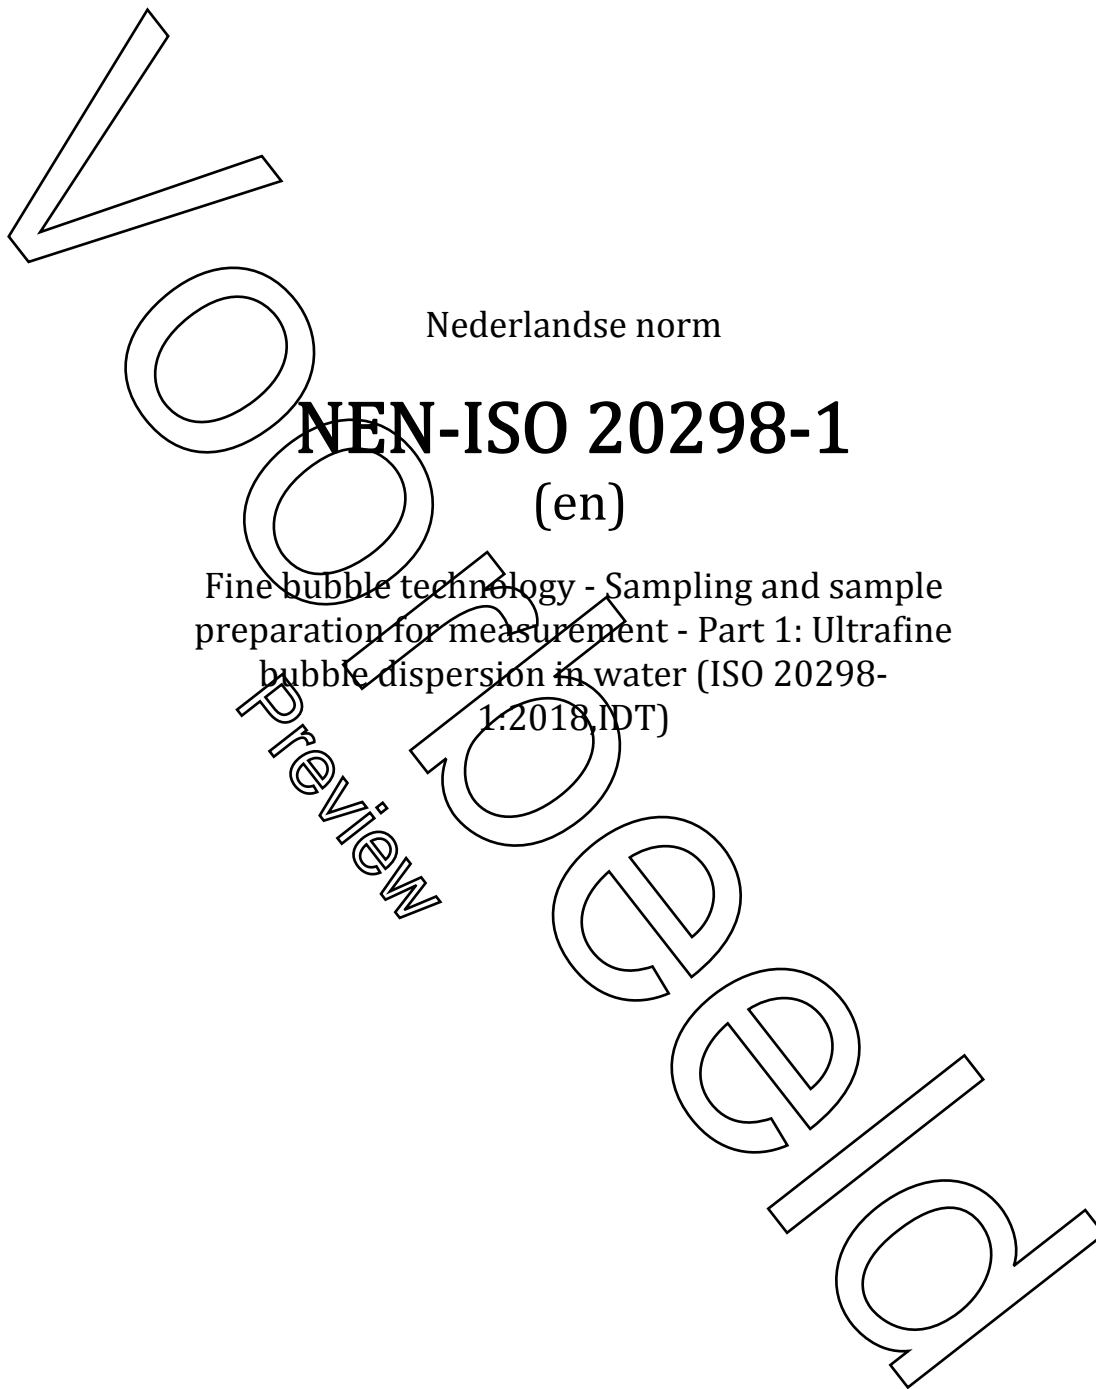 Nederlandse norm
NEN-ISO 20298-1
(en)
Fine bubble technology - Sampling and sample
preparation for measurement - Part 1: Ultrafine
bubble dispersion in water (ISO 20298-
1:2018,IDT)
Voorbeeld
Preview